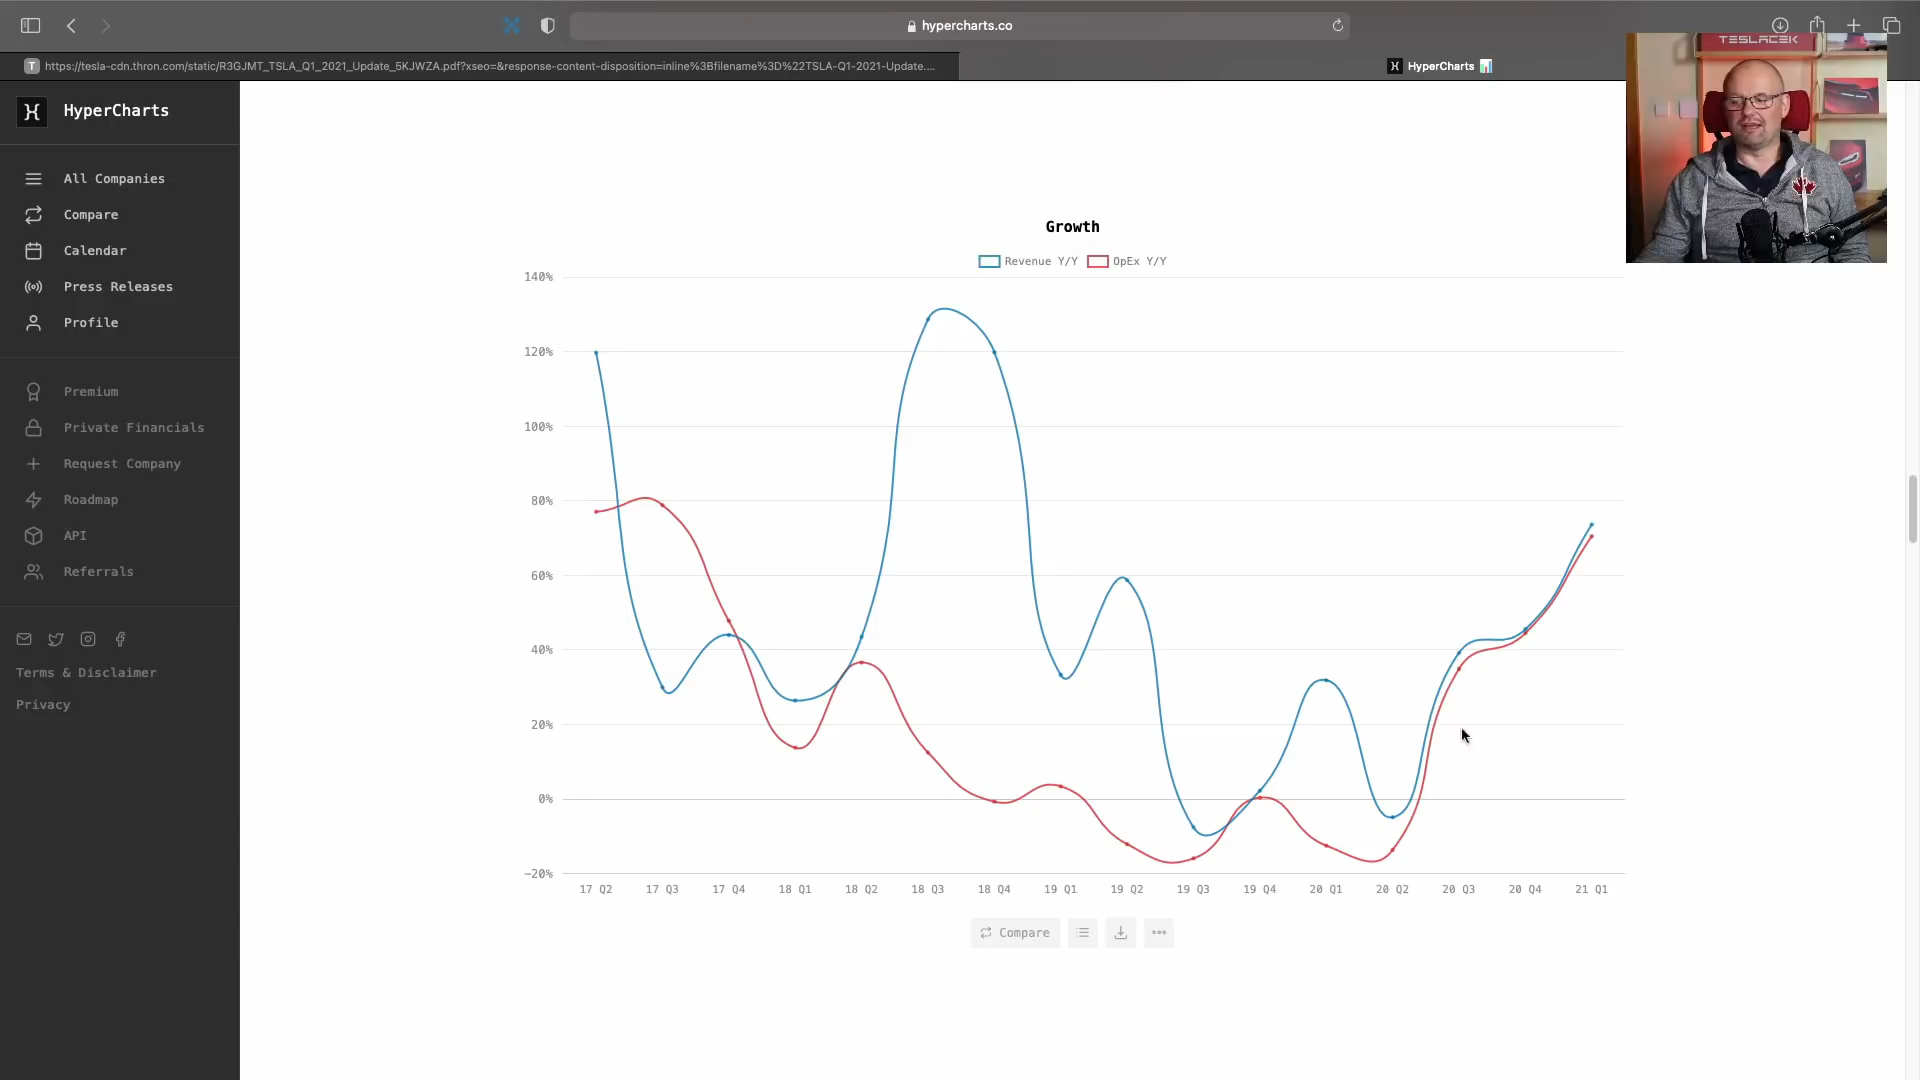 hypercharts.co
T https://tesla-cdn.thron.com/static/R3GJMT_TSLA_Q1_2021_Update_5KJWZA.pdf?xseo=&response-content-disposition=inline%3Bfilename%3D%22TSLA-Q1-2021-Update....
HyperCharts
TESLACEK
HyperCharts
All Companies
Compare
Calendar
Press Releases
Profile
Premium
Private Financials
Request Company
Roadmap
API
Referrals
Terms & Disclaimer
Privacy
Growth
Revenue Y/Y OpEx Y/Y
140%
120%
100%
80%
60%
40%
20%
0%
-20%
17 Q2 17 Q3 17 Q4 18 Q1 18 Q2 18 Q3 18 Q4 19 Q1 19 Q2 19 Q3 19 Q4 20 Q1 20 Q2 20 Q3 20 Q4 21 Q1
Compare